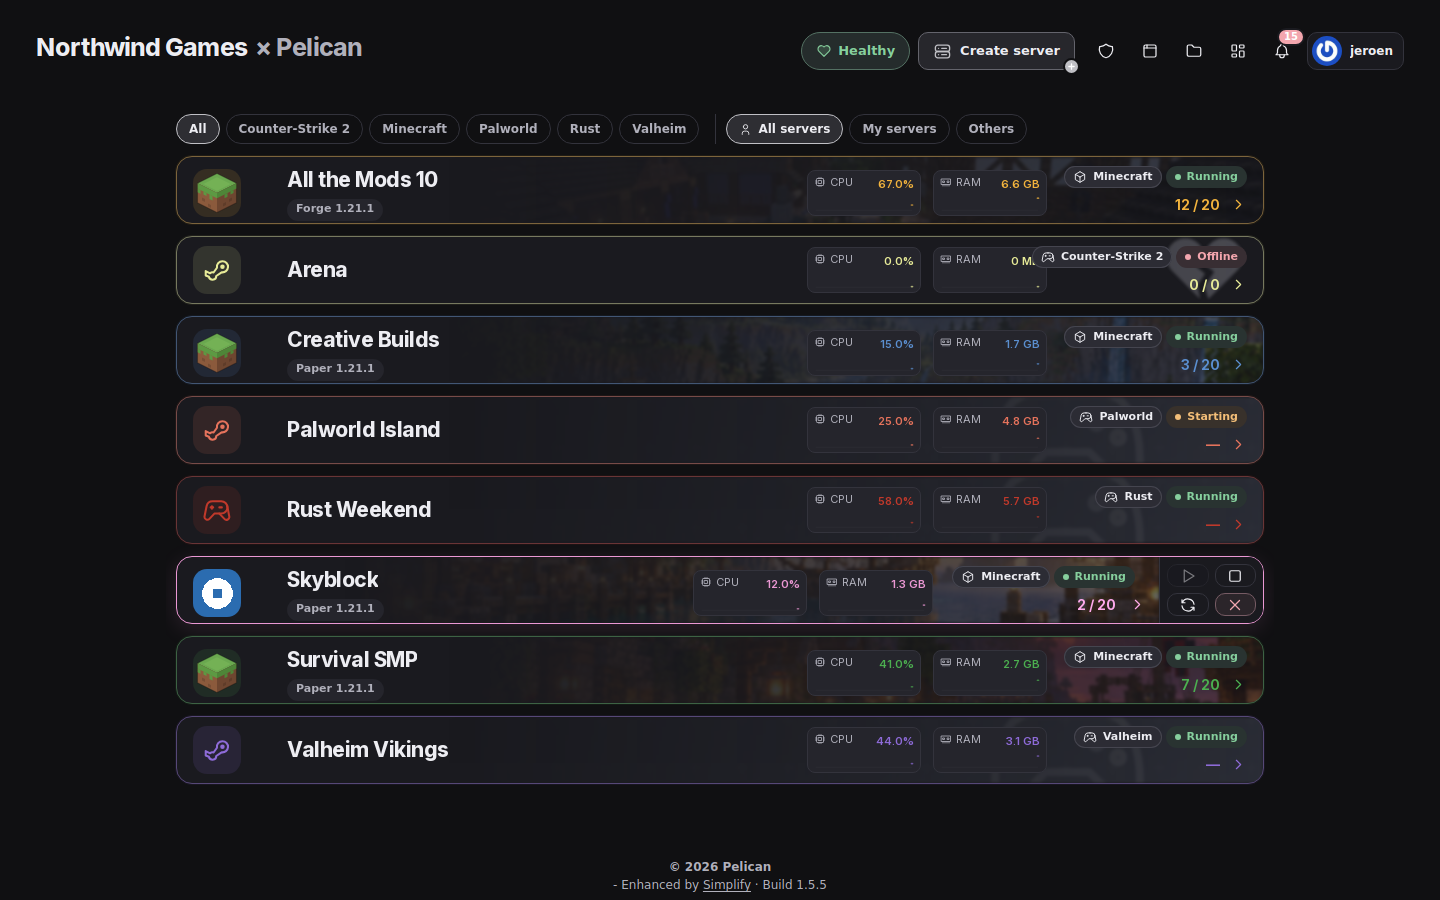 Northwind Games × Pelican
Healthy
Create server
15
jeroen
All
Counter-Strike 2
Minecraft
Palworld
Rust
Valheim
All servers
My servers
Others
All the Mods 10
Forge 1.21.1
CPU 67.0%
RAM 6.6 GB
Minecraft
Running
12 / 20
Arena
CPU 0.0%
RAM 0
Counter-Strike 2
Offline
0 / 0
Creative Builds
Paper 1.21.1
CPU 15.0%
RAM 1.7 GB
Minecraft
Running
3 / 20
Palworld Island
CPU 25.0%
RAM 4.8 GB
Palworld
Starting
—
Rust Weekend
CPU 58.0%
RAM 5.7 GB
Rust
Running
—
Skyblock
Paper 1.21.1
CPU 12.0%
RAM 1.3 GB
Minecraft
Running
2 / 20
Survival SMP
Paper 1.21.1
CPU 41.0%
RAM 2.7 GB
Minecraft
Running
7 / 20
Valheim Vikings
CPU 44.0%
RAM 3.1 GB
Valheim
Running
—
© 2026 Pelican
- Enhanced by Simplify · Build 1.5.5